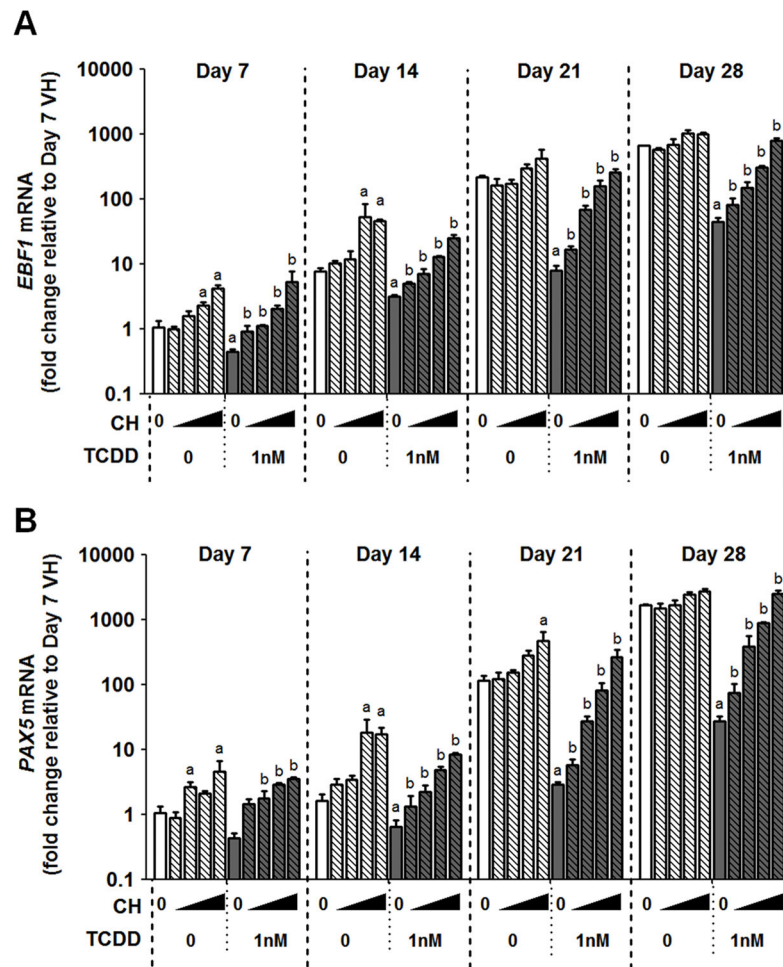 A
Day 7 Day 14 Day 21 Day 28
EBF1 mRNA
(fold change relative to Day 7 VH)
10000
1000
100
10
1
0.1
a a a b b b b
a a b b b b
a b b b b
a b b b b
CH 0 0 0 0 0 0 0 0
TCDD 0 1nM 0 1nM 0 1nM 0 1nM
B
Day 7 Day 14 Day 21 Day 28
PAX5 mRNA
(fold change relative to Day 7 VH)
10000
1000
100
10
1
0.1
a a b b b
a a a b b b b
a a b b b b
a b b b b
CH 0 0 0 0 0 0 0 0
TCDD 0 1nM 0 1nM 0 1nM 0 1nM